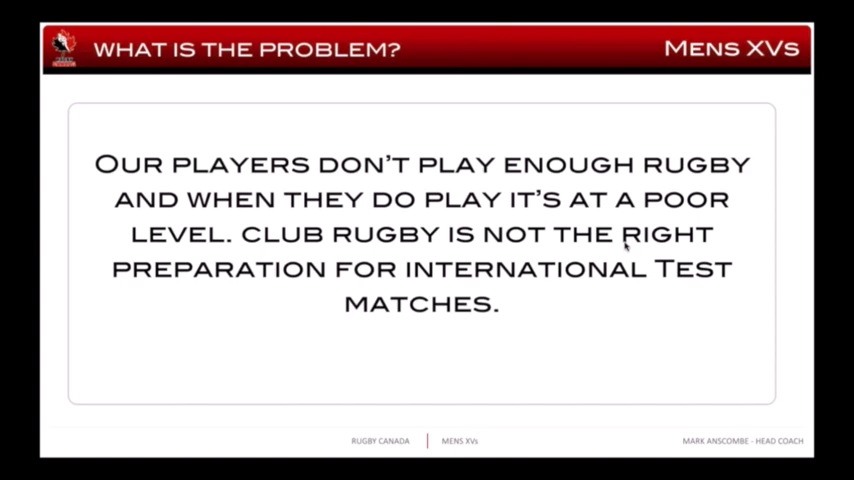 WHAT IS THE PROBLEM?
MENS XVs
OUR PLAYERS DON'T PLAY ENOUGH RUGBY
AND WHEN THEY DO PLAY IT'S AT A POOR
LEVEL. CLUB RUGBY IS NOT THE RIGHT
PREPARATION FOR INTERNATIONAL TEST
MATCHES.
RUGBY CANADA
MENS XVs
MARK ANSCOMBE - HEAD COACH